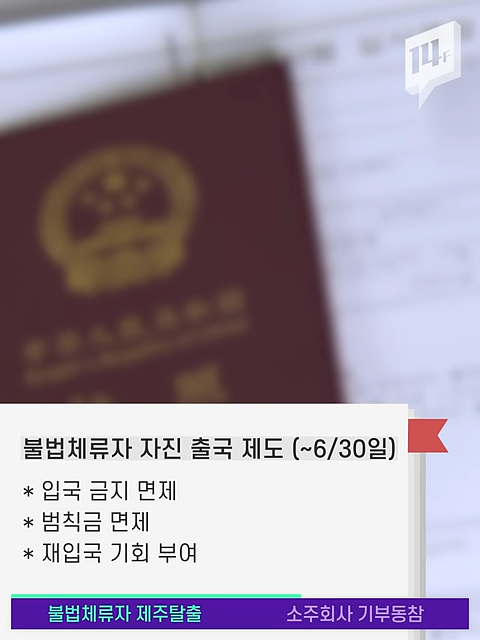 14F
불법체류자 자진 출국 제도 (~6/30일)
* 입국 금지 면제
* 범칙금 면제
* 재입국 기회 부여
불법체류자 제주탈출 소주회사 기부동참